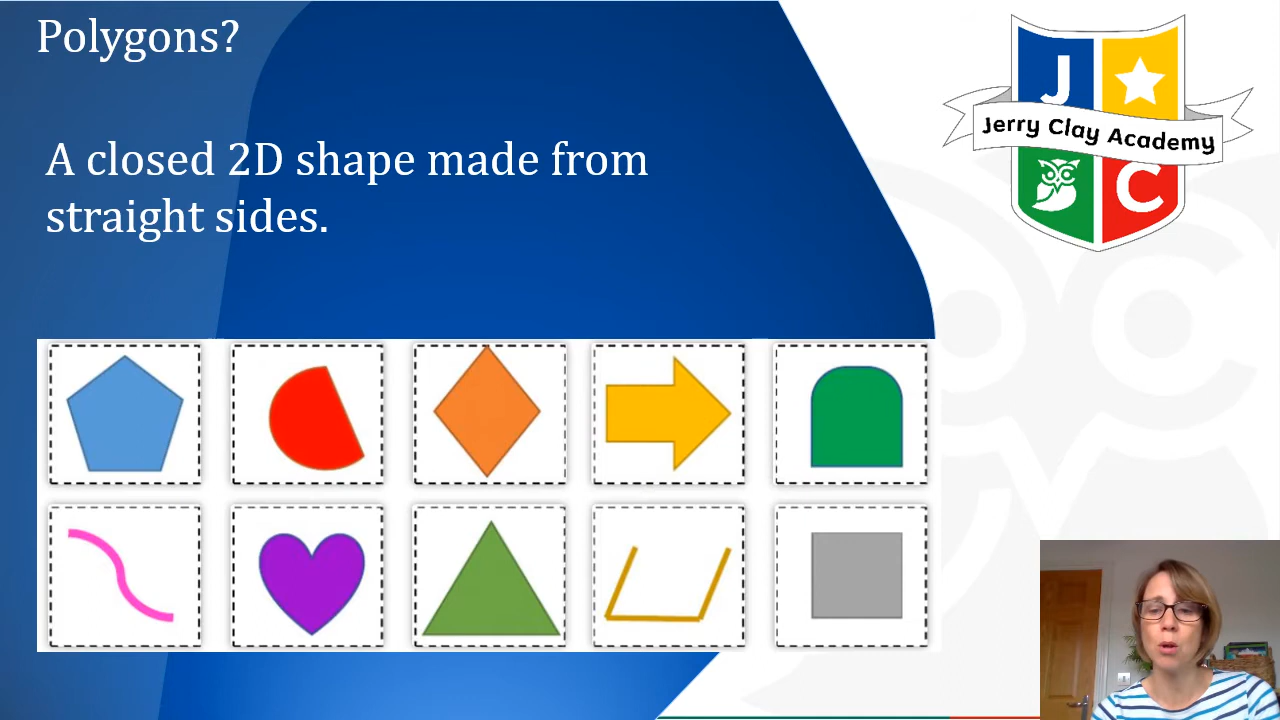 Polygons?
A closed 2D shape made from
straight sides.
J
Jerry Clay Academy
C